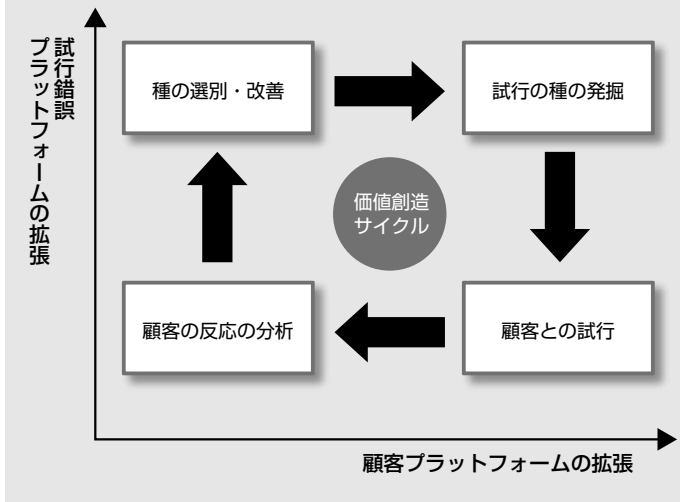 試行錯誤
プラットフォームの拡張
種の選別・改善
試行の種の発掘
価値創造
サイクル
顧客の反応の分析
顧客との試行
顧客プラットフォームの拡張